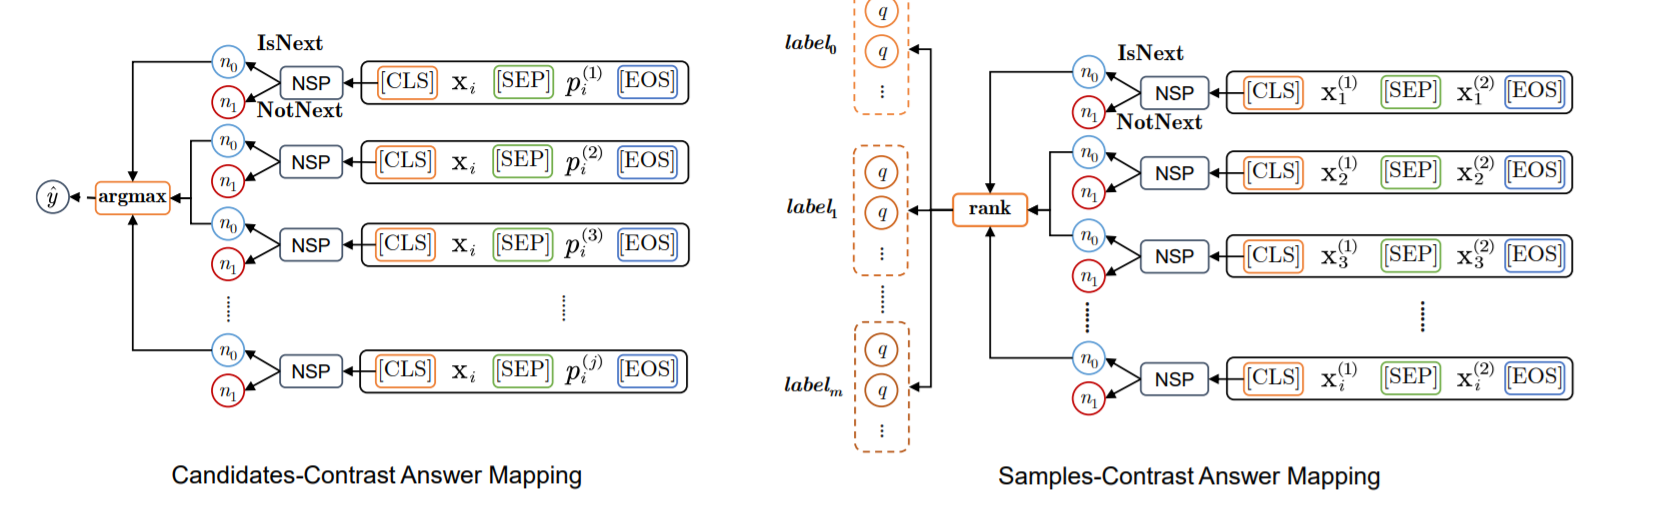 IsNext
n₀
n₁
NSP
[CLS] xᵢ [SEP] pᵢ⁽¹⁾ [EOS]
NotNext
n₀
n₁
NSP
[CLS] xᵢ [SEP] pᵢ⁽²⁾ [EOS]
ŷ
argmax
n₀
n₁
NSP
[CLS] xᵢ [SEP] pᵢ⁽³⁾ [EOS]
n₀
n₁
NSP
[CLS] xᵢ [SEP] pᵢ⁽ʲ⁾ [EOS]
Candidates-Contrast Answer Mapping
label₀
q
q
label₁
q
q
labelₘ
q
q
rank
IsNext
n₀
n₁
NSP
[CLS] x₁⁽¹⁾ [SEP] x₁⁽²⁾ [EOS]
NotNext
n₀
n₁
NSP
[CLS] x₂⁽¹⁾ [SEP] x₂⁽²⁾ [EOS]
n₀
n₁
NSP
[CLS] x₃⁽¹⁾ [SEP] x₃⁽²⁾ [EOS]
n₀
n₁
NSP
[CLS] xᵢ⁽¹⁾ [SEP] xᵢ⁽²⁾ [EOS]
Samples-Contrast Answer Mapping